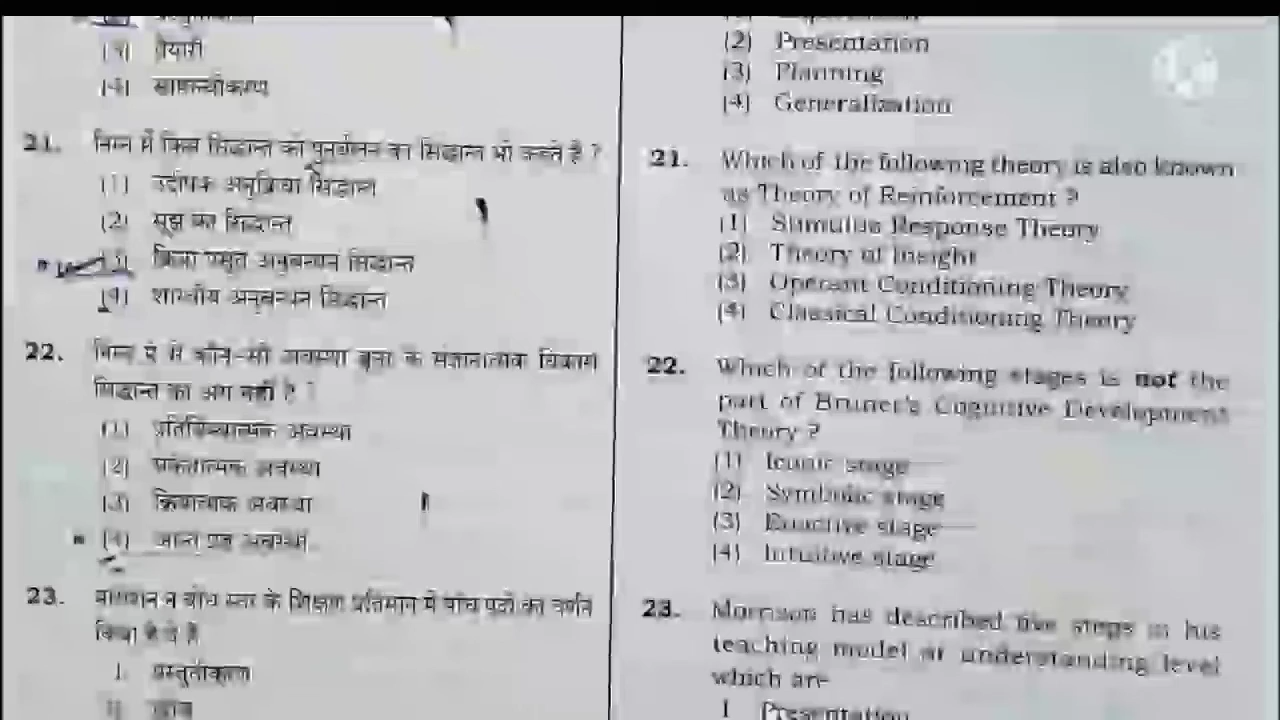 (3) तैयारी
(4) सामान्यीकरण
21. निम्न में किस सिद्धान्त को पुनर्बलन का सिद्धान्त भी कहते है ?
(1) उद्दीपक अनुक्रिया सिद्धान्त
(2) सूझ का सिद्धान्त
(3) क्रिया प्रसूत अनुबन्धन सिद्धान्त
(4) शास्त्रीय अनुबन्धन सिद्धान्त
22. निम्न में से कौन-सी अवस्था ब्रूनर के संज्ञानात्मक विकास
सिद्धान्त का अंग नहीं है ?
(1) प्रतिबिम्बात्मक अवस्था
(2) अवस्था
(3) क्रियात्मक अवस्था
(4) अवस्था
23. ने बोध स्तर के शिक्षण प्रतिमान में पाँच पदों का वर्णन
किया है वे हैं
I. प्रस्तुतीकरण
II.
(2) Presentation
(3) Planning
(4) Generalization
21. Which of the following theory is also known
as Theory of Reinforcement ?
(1) Stimulus Response Theory
(2) Theory of Insight
(3) Operant Conditioning Theory
(4) Classical Conditioning Theory
22. Which of the following stages is not the
part of Bruner's Cognitive Development
Theory ?
(1) Iconic stage
(2) Symbolic stage
(3) Enactive stage
(4) Intuitive stage
23. Morrison has described five steps in his
teaching model at understanding level
which are-
I Presentation